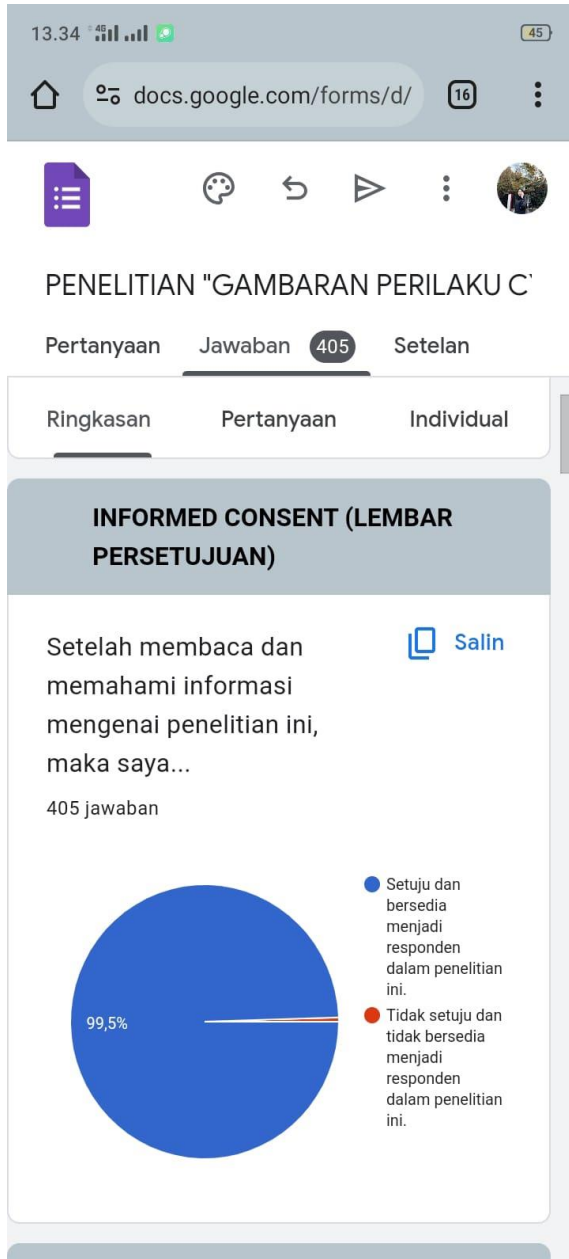 13.34 4G 45
docs.google.com/forms/d/ 16
PENELITIAN "GAMBARAN PERILAKU C
Pertanyaan Jawaban 405 Setelan
Ringkasan Pertanyaan Individual
INFORMED CONSENT (LEMBAR
PERSETUJUAN)
Setelah membaca dan
memahami informasi
mengenai penelitian ini,
maka saya...
Salin
405 jawaban
99,5%
Setuju dan
bersedia
menjadi
responden
dalam penelitian
ini.
Tidak setuju dan
tidak bersedia
menjadi
responden
dalam penelitian
ini.